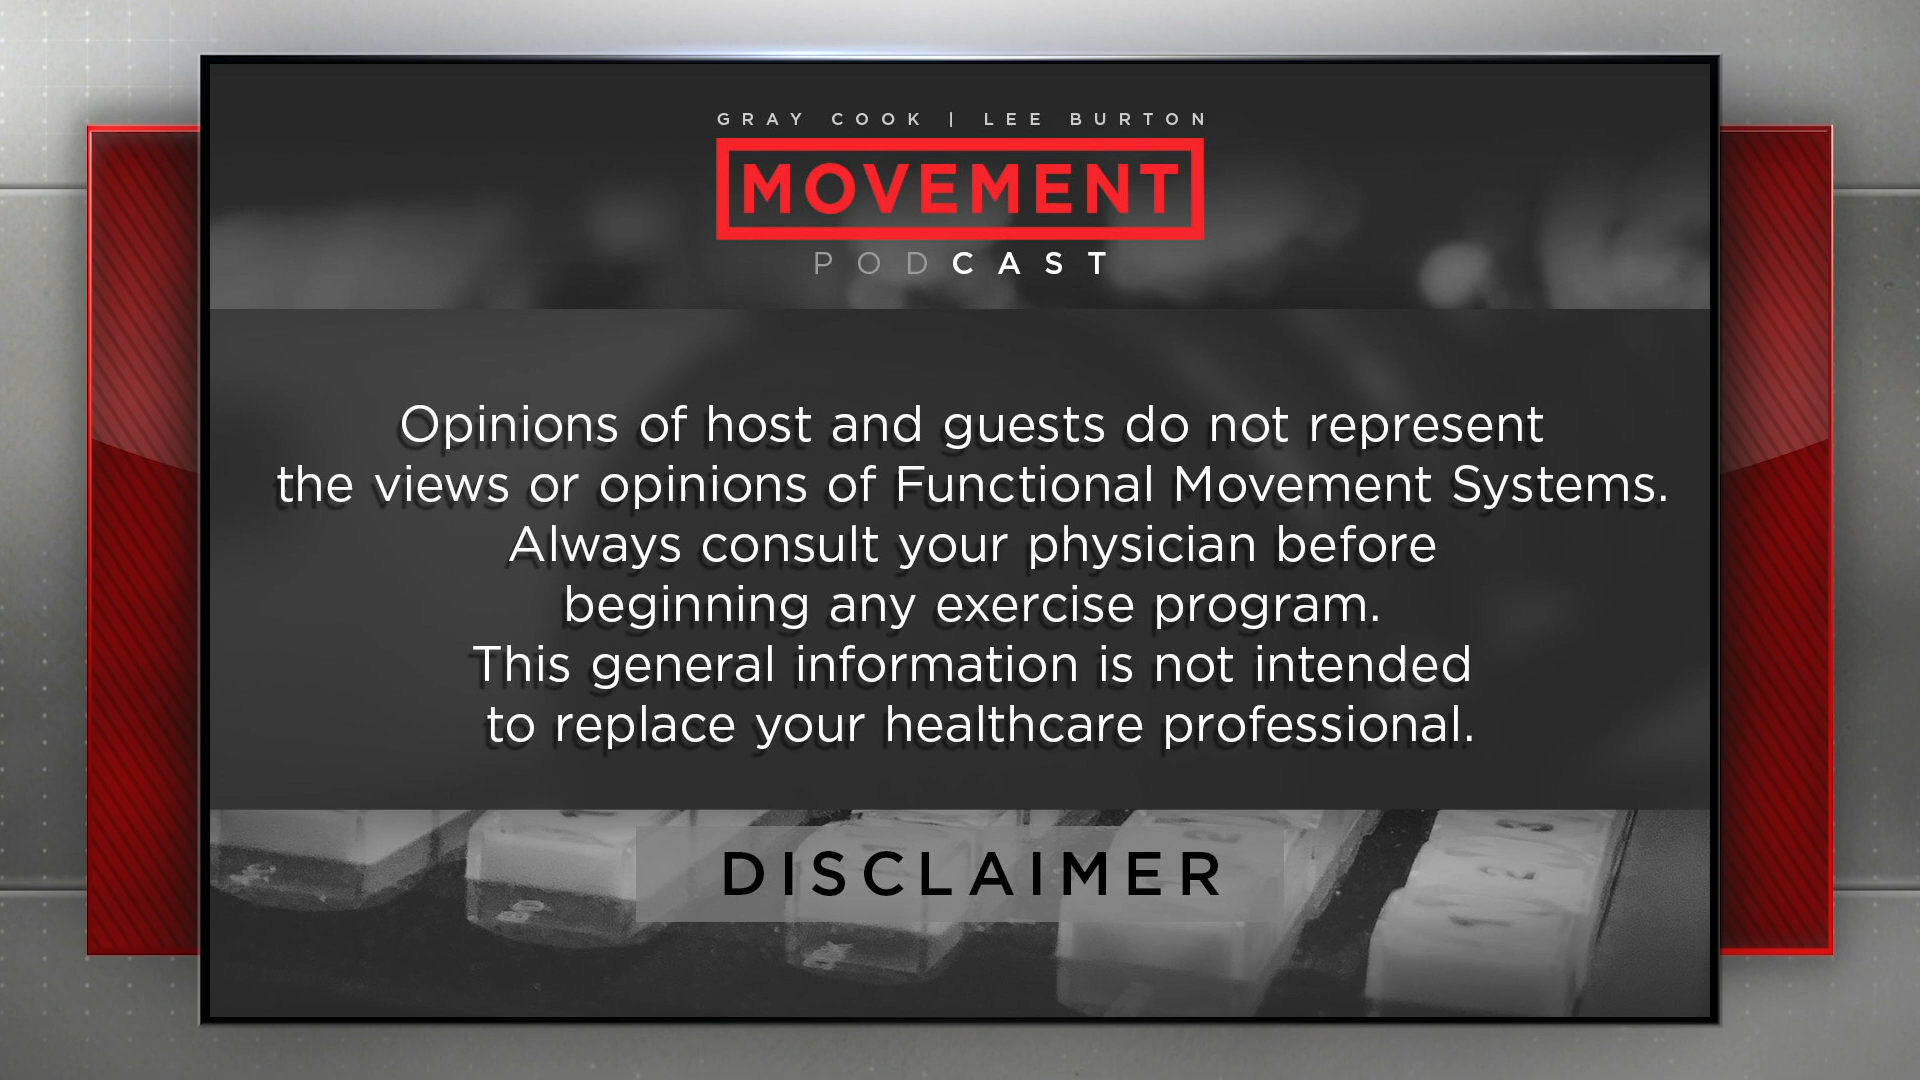 GRAY COOK | LEE BURTON
MOVEMENT
PODCAST
Opinions of host and guests do not represent
the views or opinions of Functional Movement Systems.
Always consult your physician before
beginning any exercise program.
This general information is not intended
to replace your healthcare professional.
DISCLAIMER